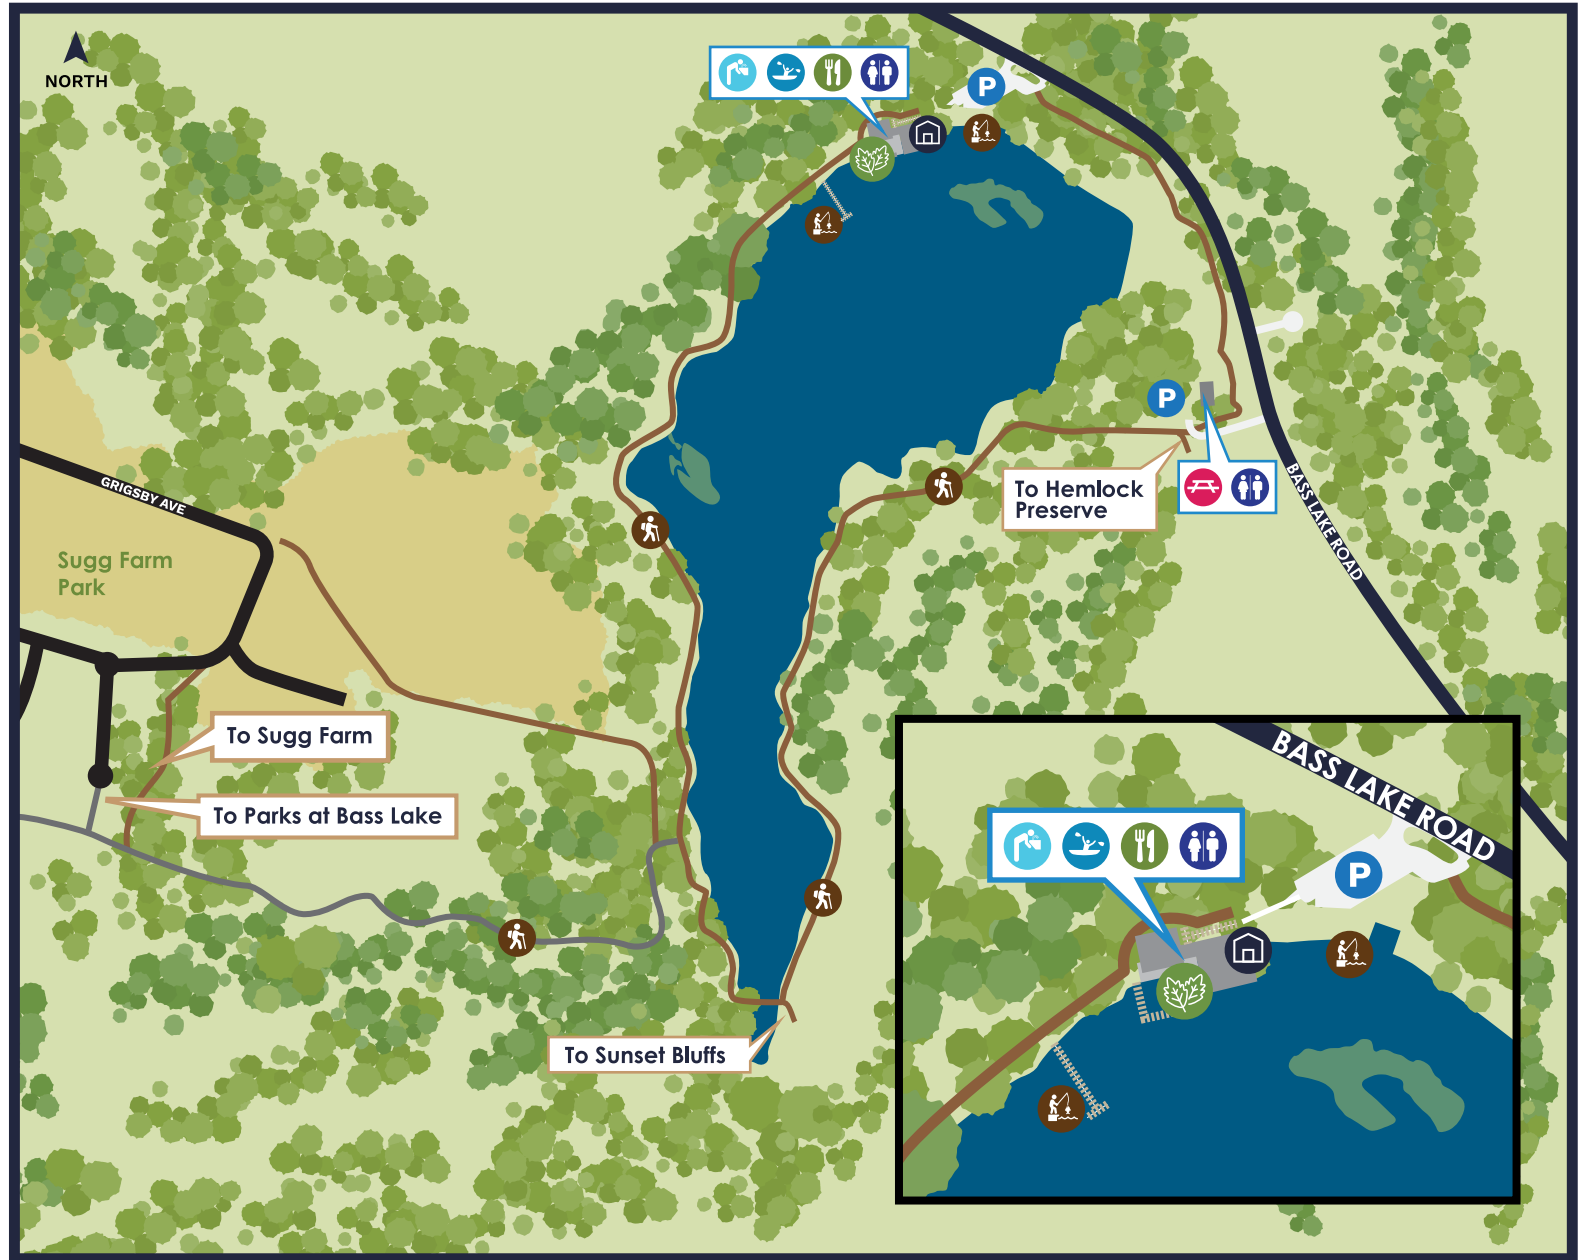 NORTH
P
GRIGSBY AVE
Sugg Farm
Park
P
To Hemlock
Preserve
BASS LAKE ROAD
To Sugg Farm
To Parks at Bass Lake
To Sunset Bluffs
BASS LAKE ROAD
P